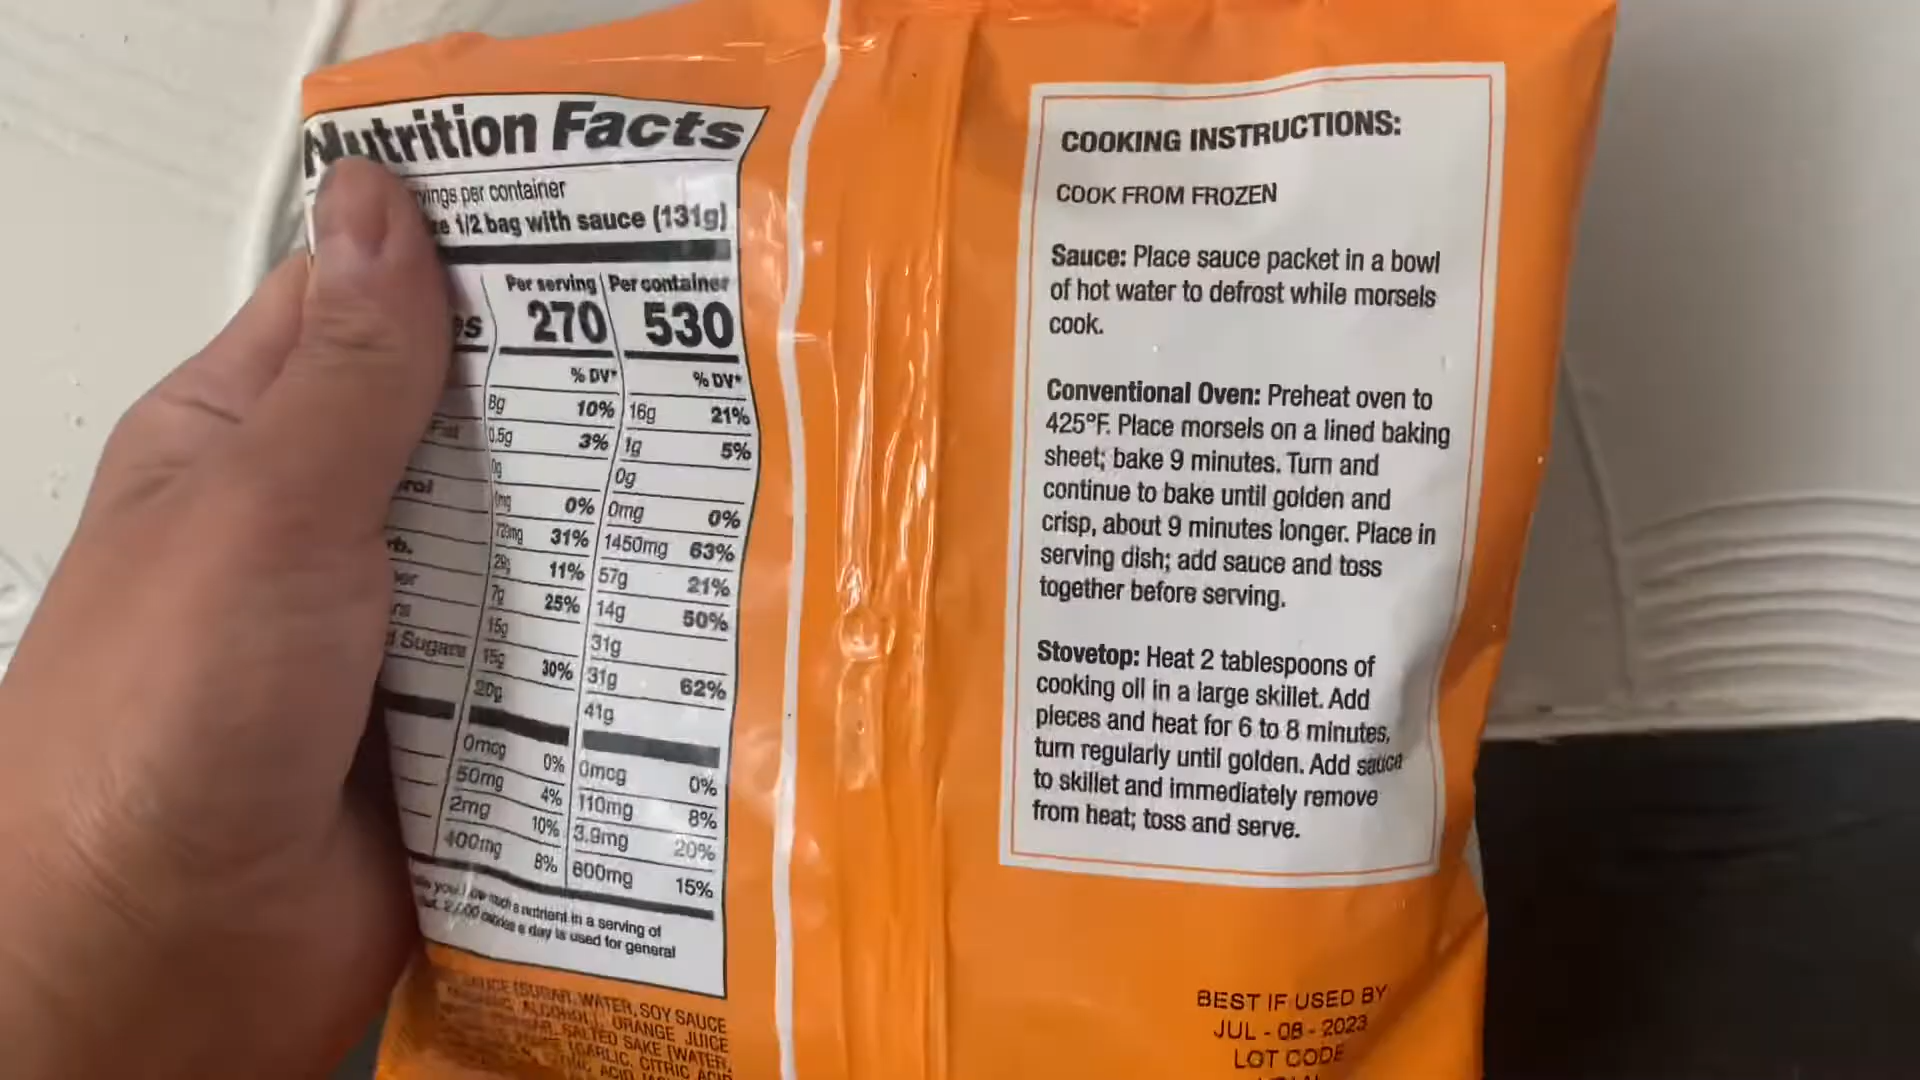 Nutrition Facts
per container
1/2 bag with sauce (131g)
Per serving Per container
270 530
% DV* % DV*
8g 10% 16g 21%
0.5g 3% 1g 5%
0g 0g
0mg 0% 0mg 0%
720mg 31% 1450mg 63%
11% 57g 21%
7g 25% 14g 50%
15g 31g
Sugars 15g 30% 31g 62%
20g 41g
0mcg 0% 0mcg 0%
50mg 4% 110mg 8%
2mg 10% 3.9mg 20%
400mg 8% 800mg 15%
a nutrient in a serving of
2,000 calories a day is used for general
SAUCE (SUGAR, WATER, SOY SAUCE
ALCOHOL), ORANGE JUICE
SALTED SAKE [WATER,
GARLIC, CITRIC ACID
COOKING INSTRUCTIONS:
COOK FROM FROZEN
Sauce: Place sauce packet in a bowl
of hot water to defrost while morsels
cook.
Conventional Oven: Preheat oven to
425°F. Place morsels on a lined baking
sheet; bake 9 minutes. Turn and
continue to bake until golden and
crisp, about 9 minutes longer. Place in
serving dish; add sauce and toss
together before serving.
Stovetop: Heat 2 tablespoons of
cooking oil in a large skillet. Add
pieces and heat for 6 to 8 minutes,
turn regularly until golden. Add sauce
to skillet and immediately remove
from heat; toss and serve.
BEST IF USED BY
JUL - 08 - 2023
LOT CODE